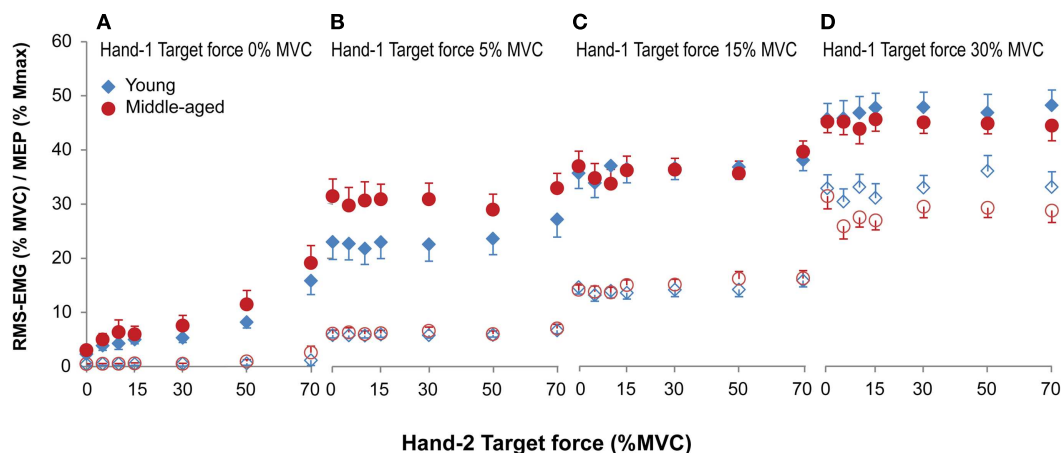 A B C D
Hand-1 Target force 0% MVC Hand-1 Target force 5% MVC Hand-1 Target force 15% MVC Hand-1 Target force 30% MVC
Young
Middle-aged
RMS-EMG (% MVC) / MEP (% Mmax)
60
50
40
30
20
10
0
0 15 30 50 70 0 15 30 50 70 0 15 30 50 70 0 15 30 50 70
Hand-2 Target force (%MVC)